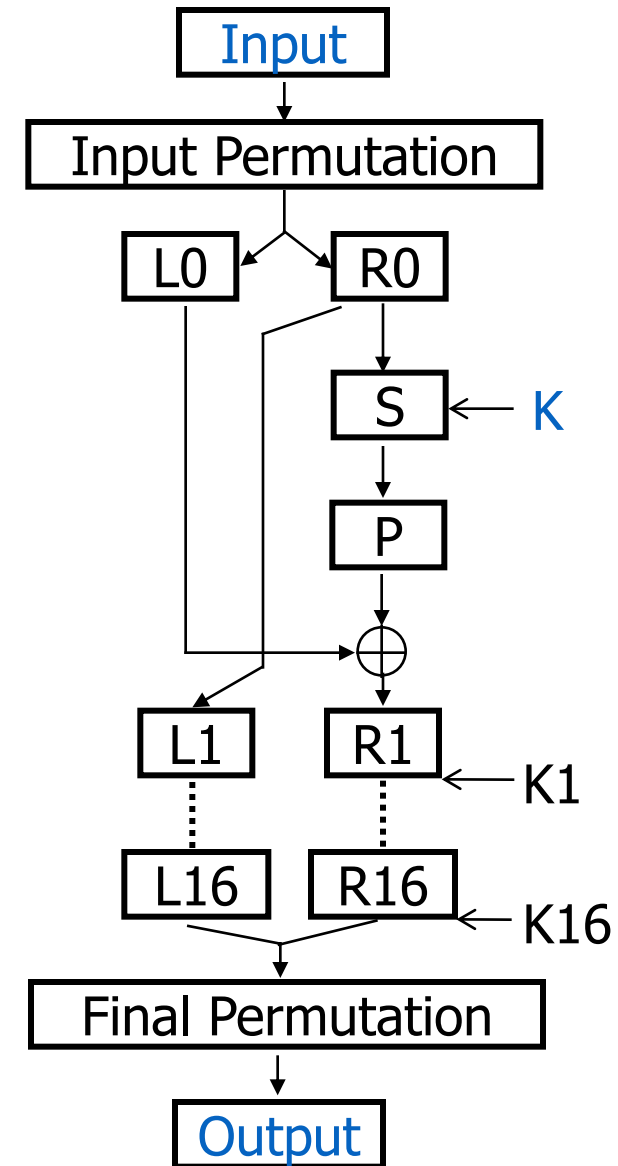 Input
Input Permutation
L0 R0
S K
P
L1 R1
K1
L16 R16
K16
Final Permutation
Output